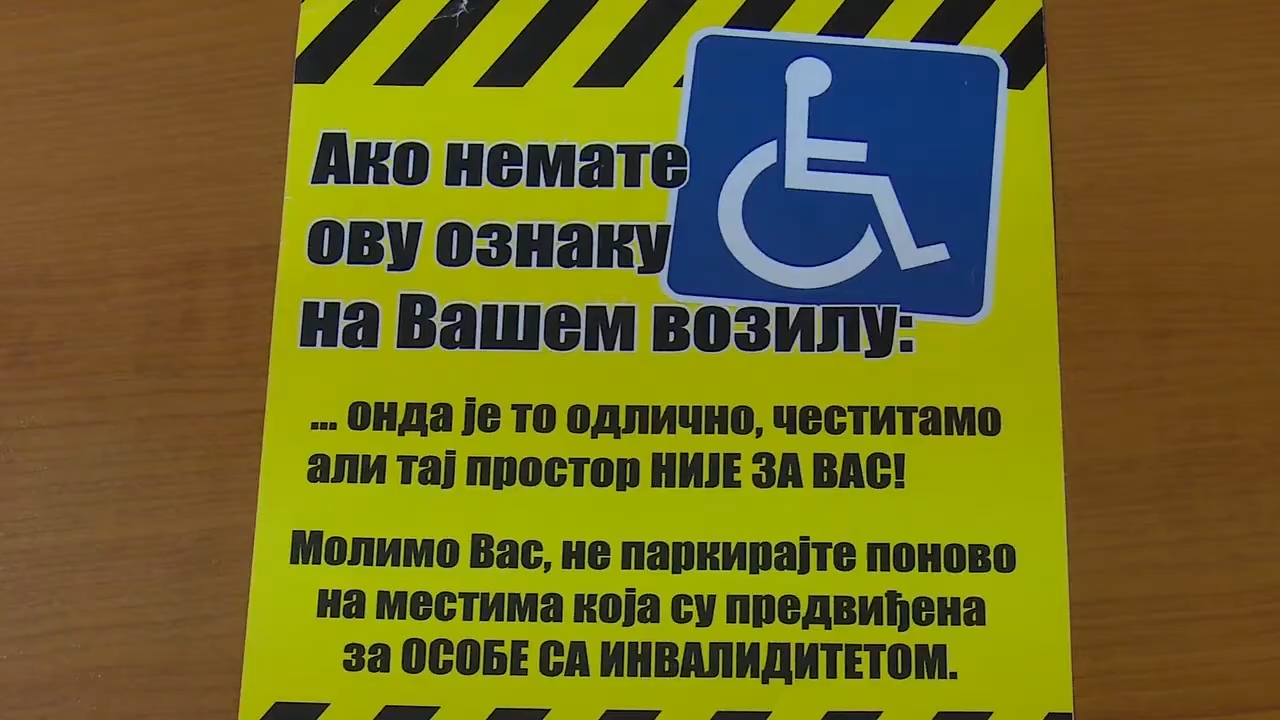 Ако немате
ову ознаку
на Вашем возилу:
... онда је то одлично, честитамо
али тај простор НИЈЕ ЗА ВАС!
Молимо Вас, не паркирајте поново
на местима која су предвиђена
за ОСОБЕ СА ИНВАЛИДИТЕТОМ.